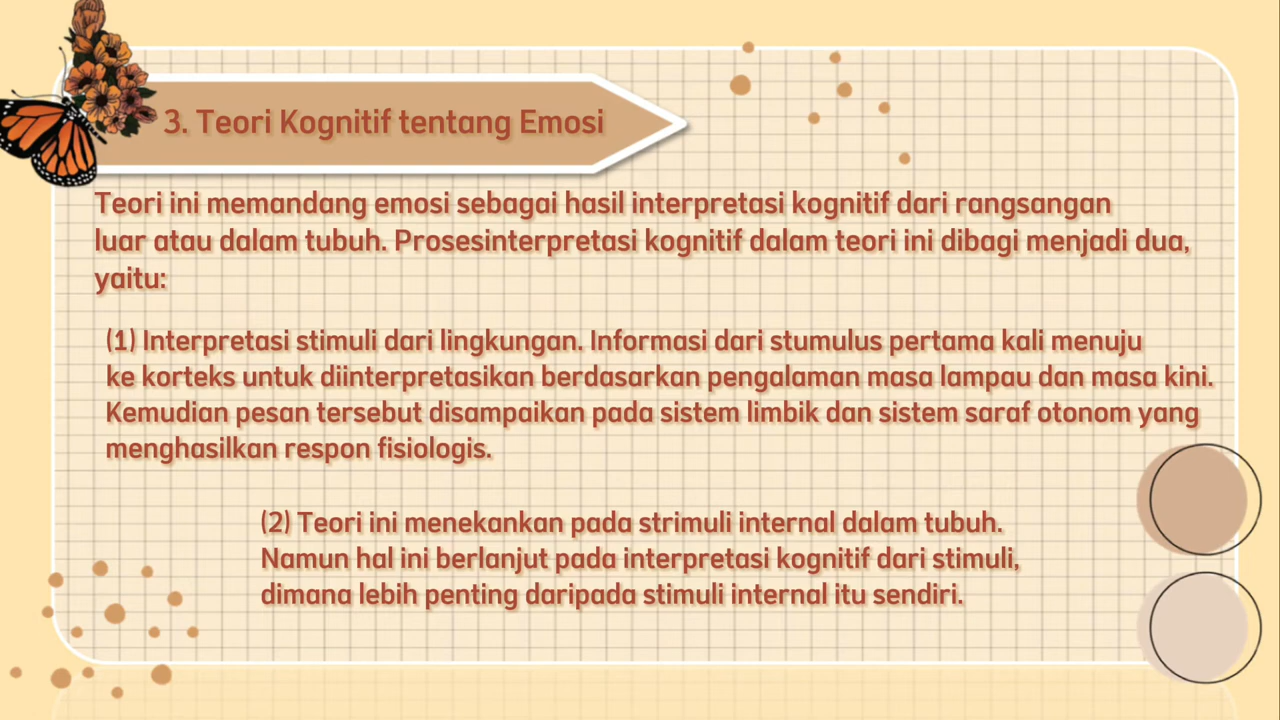 3. Teori Kognitif tentang Emosi
Teori ini memandang emosi sebagai hasil interpretasi kognitif dari rangsangan
luar atau dalam tubuh. Prosesinterpretasi kognitif dalam teori ini dibagi menjadi dua,
yaitu:
(1) Interpretasi stimuli dari lingkungan. Informasi dari stumulus pertama kali menuju
ke korteks untuk diinterpretasikan berdasarkan pengalaman masa lampau dan masa kini.
Kemudian pesan tersebut disampaikan pada sistem limbik dan sistem saraf otonom yang
menghasilkan respon fisiologis.
(2) Teori ini menekankan pada strimuli internal dalam tubuh.
Namun hal ini berlanjut pada interpretasi kognitif dari stimuli,
dimana lebih penting daripada stimuli internal itu sendiri.